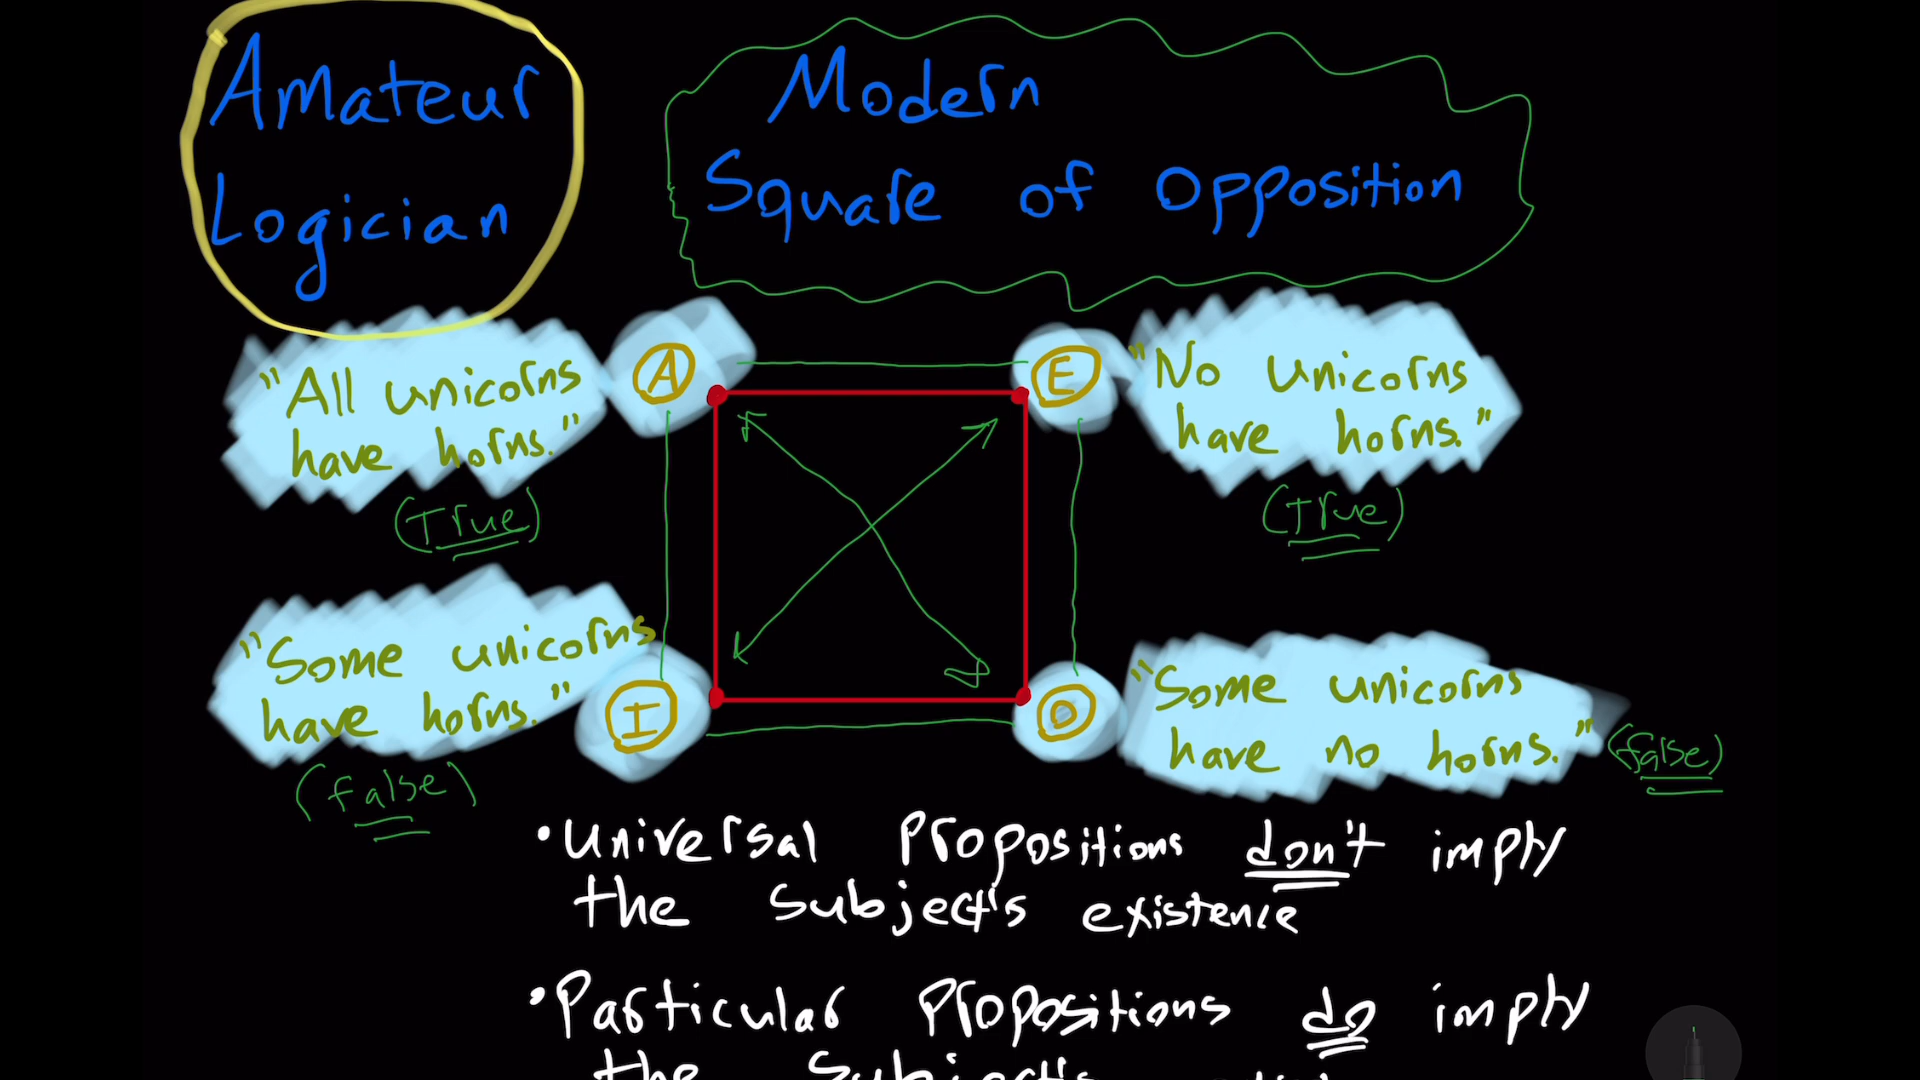 Amateur
Logician
Modern
Square of Opposition
"All unicorns
have horns."
(True)
A
E
"No unicorns
have horns."
(True)
"Some unicorns
have horns."
(false)
I
O
"Some unicorns
have no horns."
(false)
•Universal Propositions don't imply
the Subject's existence
•Particular Propositions do imply
the Subject's